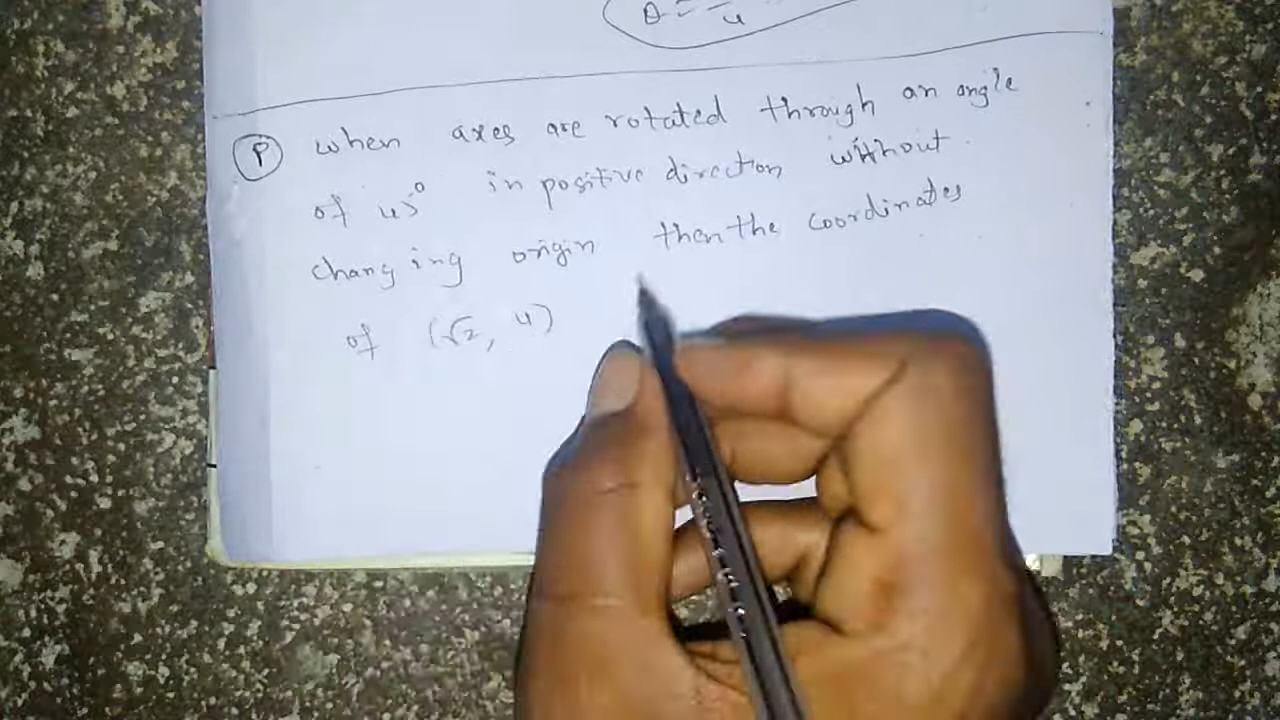 θ = π/4
P when axes are rotated through an angle
of 45° in positive direction without
changing origin then the coordinates
of (√2, 4)